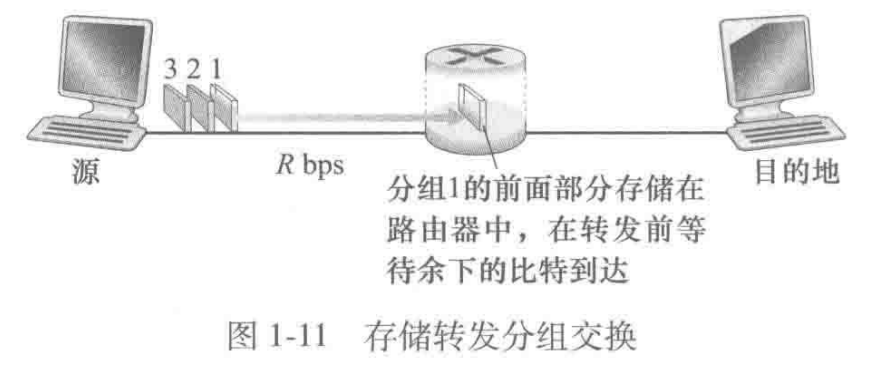 3 2 1
源
R bps
目的地
分组1的前面部分存储在
路由器中，在转发前等
待余下的比特到达
图 1-11 存储转发分组交换